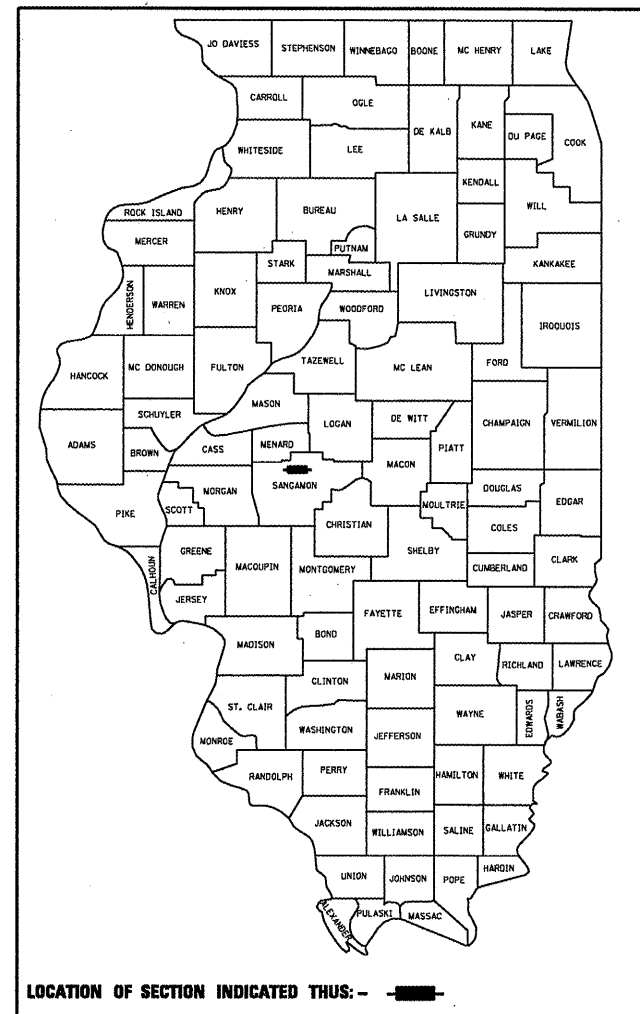 JO DAVIESS STEPHENSON WINNEBAGO BOONE MC HENRY LAKE
CARROLL OGLE DE KALB KANE DU PAGE COOK
WHITESIDE LEE
KENDALL
ROCK ISLAND HENRY BUREAU LA SALLE WILL
MERCER PUTNAM GRUNDY
STARK MARSHALL KANKAKEE
HENDERSON WARREN KNOX PEORIA WOODFORD LIVINGSTON IROQUOIS
HANCOCK MC DONOUGH FULTON TAZEWELL MC LEAN FORD
MASON
SCHUYLER LOGAN DE WITT CHAMPAIGN VERMILION
ADAMS BROWN CASS MENARD MACON PIATT
SANGAMON
PIKE SCOTT MORGAN MOULTRIE DOUGLAS EDGAR
CHRISTIAN COLES
GREENE MACOUPIN MONTGOMERY SHELBY CUMBERLAND CLARK
CALHOUN JERSEY
FAYETTE EFFINGHAM JASPER CRAWFORD
MADISON BOND
CLAY RICHLAND LAWRENCE
CLINTON MARION
ST. CLAIR WAYNE EDWARDS WABASH
WASHINGTON JEFFERSON
MONROE
RANDOLPH PERRY HAMILTON WHITE
FRANKLIN
JACKSON WILLIAMSON SALINE GALLATIN
UNION JOHNSON POPE HARDIN
ALEXANDER PULASKI MASSAC
LOCATION OF SECTION INDICATED THUS: -